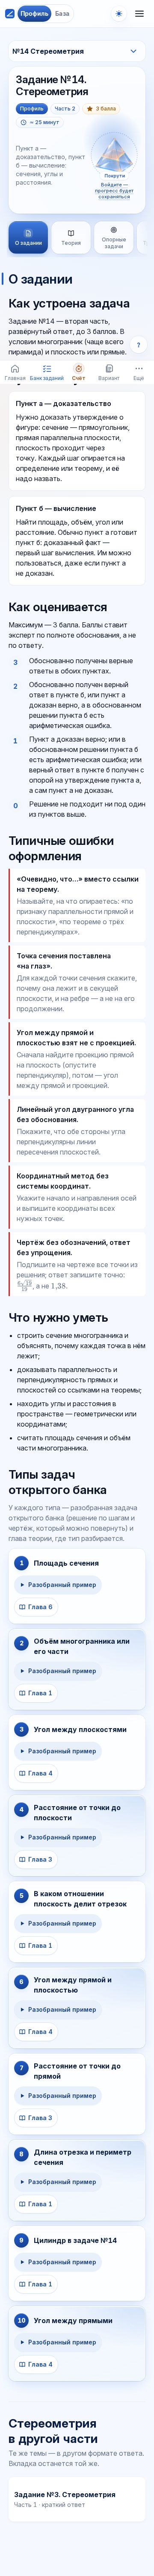 Профиль База
№14 Стереометрия
Задание №14.
Стереометрия
Профиль Часть 2 3 балла
≈ 25 минут
Пункт а —
доказательство, пункт
б — вычисление:
сечения, углы и
расстояния.
Покрути
Войдите —
прогресс будет
сохраняться
О задании
Теория
Опорные
задачи
О задании
Как устроена задача
Задание №14 — вторая часть,
развёрнутый ответ, до 3 баллов. В
условии многогранник (чаще всего
пирамида) и плоскость или прямые.
?
Главная
Банк заданий
Счёт
Вариант
Ещё
Пункт а — доказательство
Нужно доказать утверждение о
фигуре: сечение — прямоугольник,
прямая параллельна плоскости,
плоскость проходит через
вершину и точку, точка делит
отрезок. Каждый шаг опирается на
определение или теорему, и её
надо назвать.
Пункт б — вычисление
Найти площадь, объём, угол или
расстояние. Обычно пункт б готовит
пункт б: доказанный факт —
первый шаг вычисления. Им можно
пользоваться, даже если пункт а
не доказан.
Как оценивается
Максимум — 3 балла. Баллы ставит
эксперт за полноте обоснований, а не
по ответу.
3 Обоснованно получены верные
ответы в обоих пунктах.
2 Обоснованно получен верный
ответ в пункте б, или пункт а
доказан верно, а в обоснованном
решении пункта б есть
арифметическая ошибка.
1 Пункт а доказан верно; или в
обоснованном решении пункта б
есть арифметическая ошибка; или
верный ответ в пункте б получен с
опорой на утверждение пункта а,
а сам пункт а не доказан.
0 Решение не подходит ни под один
из пунктов выше.
Типичные ошибки
оформления
«Очевидно, что…» вместо ссылки
на теорему.
Называйте, на что опираетесь: «по
признаку параллельности прямой и
плоскости», «по теореме о трёх
перпендикулярах».
Точка сечения поставлена
«на глаз».
Для каждой точки сечения скажите,
почему она лежит и в секущей
плоскости, и на ребре — а не на его
продолжении.
Угол между прямой и
плоскостью взят не с проекцией.
Сначала найдите проекцию прямой
на плоскость (опустите
перпендикуляр), потом — угол
между прямой и проекцией.
Линейный угол двугранного угла
без обоснования.
Покажите, что обе стороны угла
перпендикулярны линии
пересечения плоскостей.
Координатный метод без
системы координат.
Укажите начало и направления осей
и выпишите координаты всех
нужных точек.
Чертёж без обозначений, ответ
без упрощения.
Подпишите на чертеже все точки из
решения; ответ запишите точно:
, а не 1,38.
Что нужно уметь
• строить сечение многогранника и
объяснять, почему каждая точка в нём
лежит;
• доказывать параллельность и
перпендикулярность прямых и
плоскостей со ссылками на теоремы;
• находить углы и расстояния в
пространстве — геометрически или
координатами;
• считать площадь сечения и объём
части многогранника.
Типы задач
открытого банка
У каждого типа — разобранная задача
открытого банка (решение по шагам и
чертёж, который можно повернуть) и
глава теории, где тип разбирается.
1 Площадь сечения
Разобранный пример
Глава 6
2 Объём многогранника или
его части
Разобранный пример
Глава 1
3 Угол между плоскостями
Разобранный пример
Глава 4
4 Расстояние от точки до
плоскости
Разобранный пример
Глава 3
5 В каком отношении
плоскость делит отрезок
Разобранный пример
Глава 1
6 Угол между прямой и
плоскостью
Разобранный пример
Глава 4
7 Расстояние от точки до
прямой
Разобранный пример
Глава 3
8 Длина отрезка и периметр
сечения
Разобранный пример
Глава 1
9 Цилиндр в задаче №14
Разобранный пример
Глава 1
10 Угол между прямыми
Разобранный пример
Глава 4
Стереометрия
в другой части
Те же темы — в другом формате ответа.
Вкладка останется той же.
Задание №3. Стереометрия
Часть 1 · краткий ответ